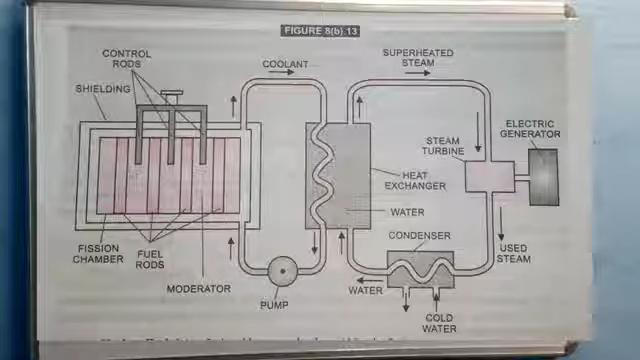 FIGURE 8(b).13
CONTROL
RODS
SHIELDING
COOLANT
SUPERHEATED
STEAM
ELECTRIC
GENERATOR
STEAM
TURBINE
HEAT
EXCHANGER
WATER
CONDENSER
FISSION
CHAMBER
FUEL
RODS
MODERATOR
PUMP
WATER
USED
STEAM
COLD
WATER